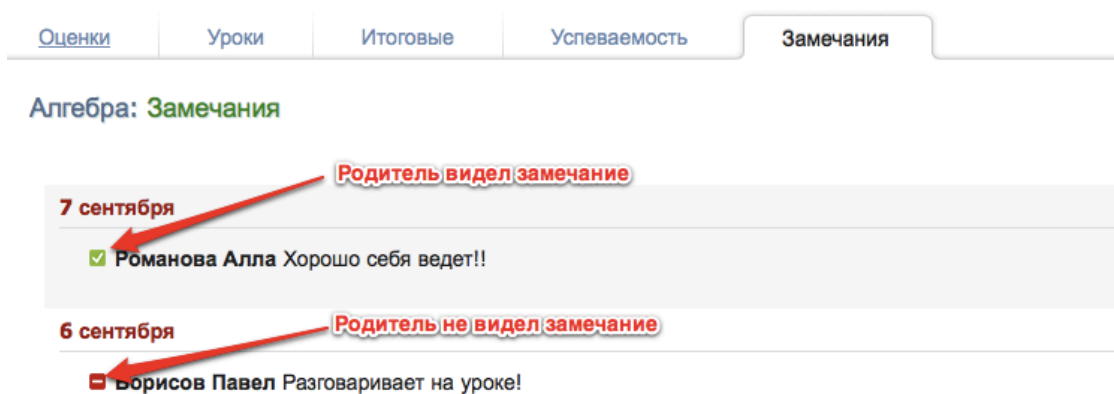 Оценки Уроки Итоговые Успеваемость Замечания
Алгебра: Замечания
Родитель видел замечание
7 сентября
Романова Алла Хорошо себя ведет!!
Родитель не видел замечание
6 сентября
Борисов Павел Разговаривает на уроке!